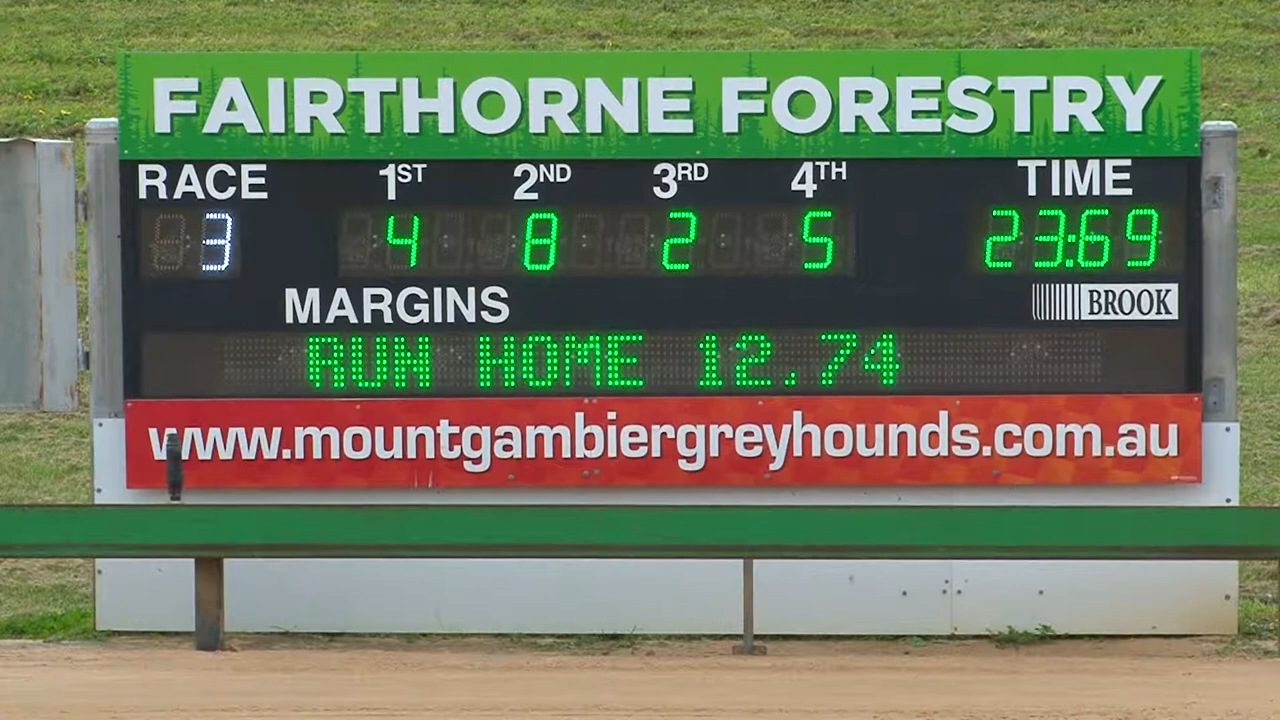 FAIRTHORNE FORESTRY
RACE 1ST 2ND 3RD 4TH TIME
3 4 8 2 5 23:69
MARGINS
BROOK
RUN HOME 12.74
www.mountgambiergreyhounds.com.au